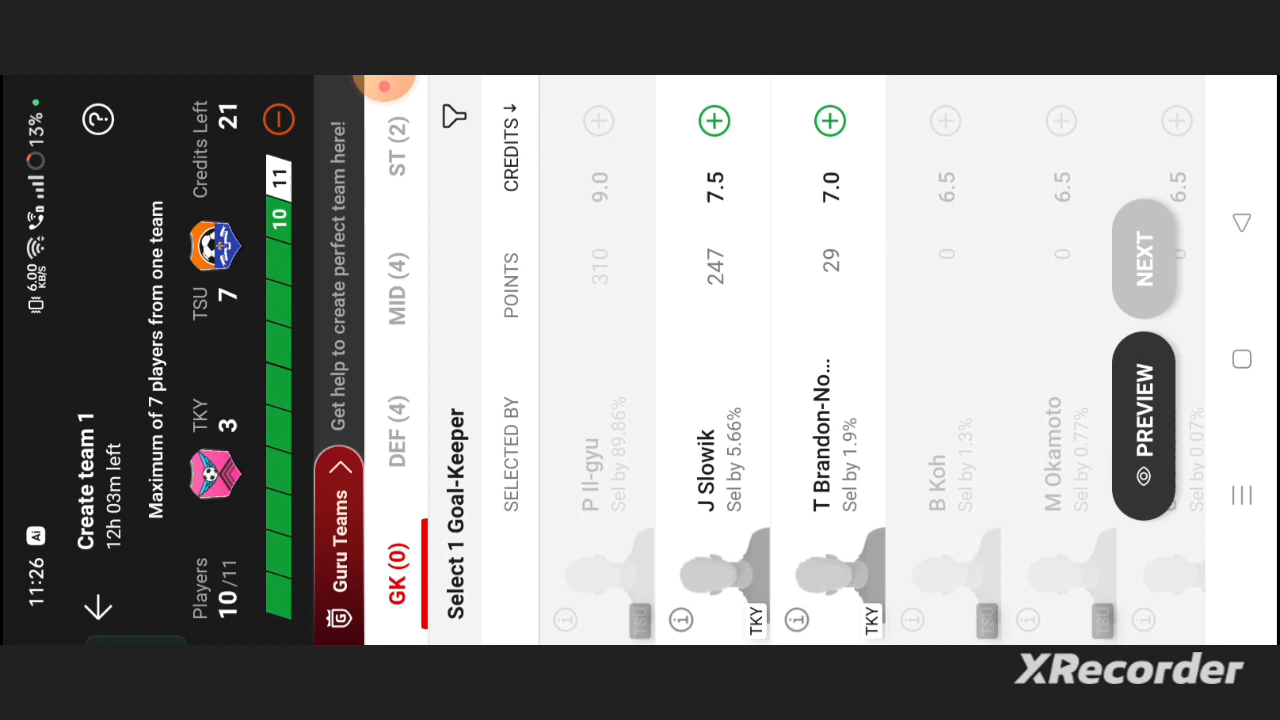 11:26 Ai 6.00 KB/S 13%
Create team 1
12h 03m left
Maximum of 7 players from one team
Players TKY TSU Credits Left
10/11 3 7 21
10 11
Guru Teams Get help to create perfect team here!
GK (0) DEF (4) MID (4) ST (2)
Select 1 Goal-Keeper
SELECTED BY POINTS CREDITS
TSU P Il-gyu 310 9.0
Sel by 89.86%
TKY J Slowik 247 7.5
Sel by 5.66%
TKY T Brandon-No... 29 7.0
Sel by 1.9%
TSU B Koh 0 6.5
Sel by 1.3%
TSU M Okamoto 0 6.5
Sel by 0.77%
6.5
Sel by 0.07%
PREVIEW NEXT
XRecorder